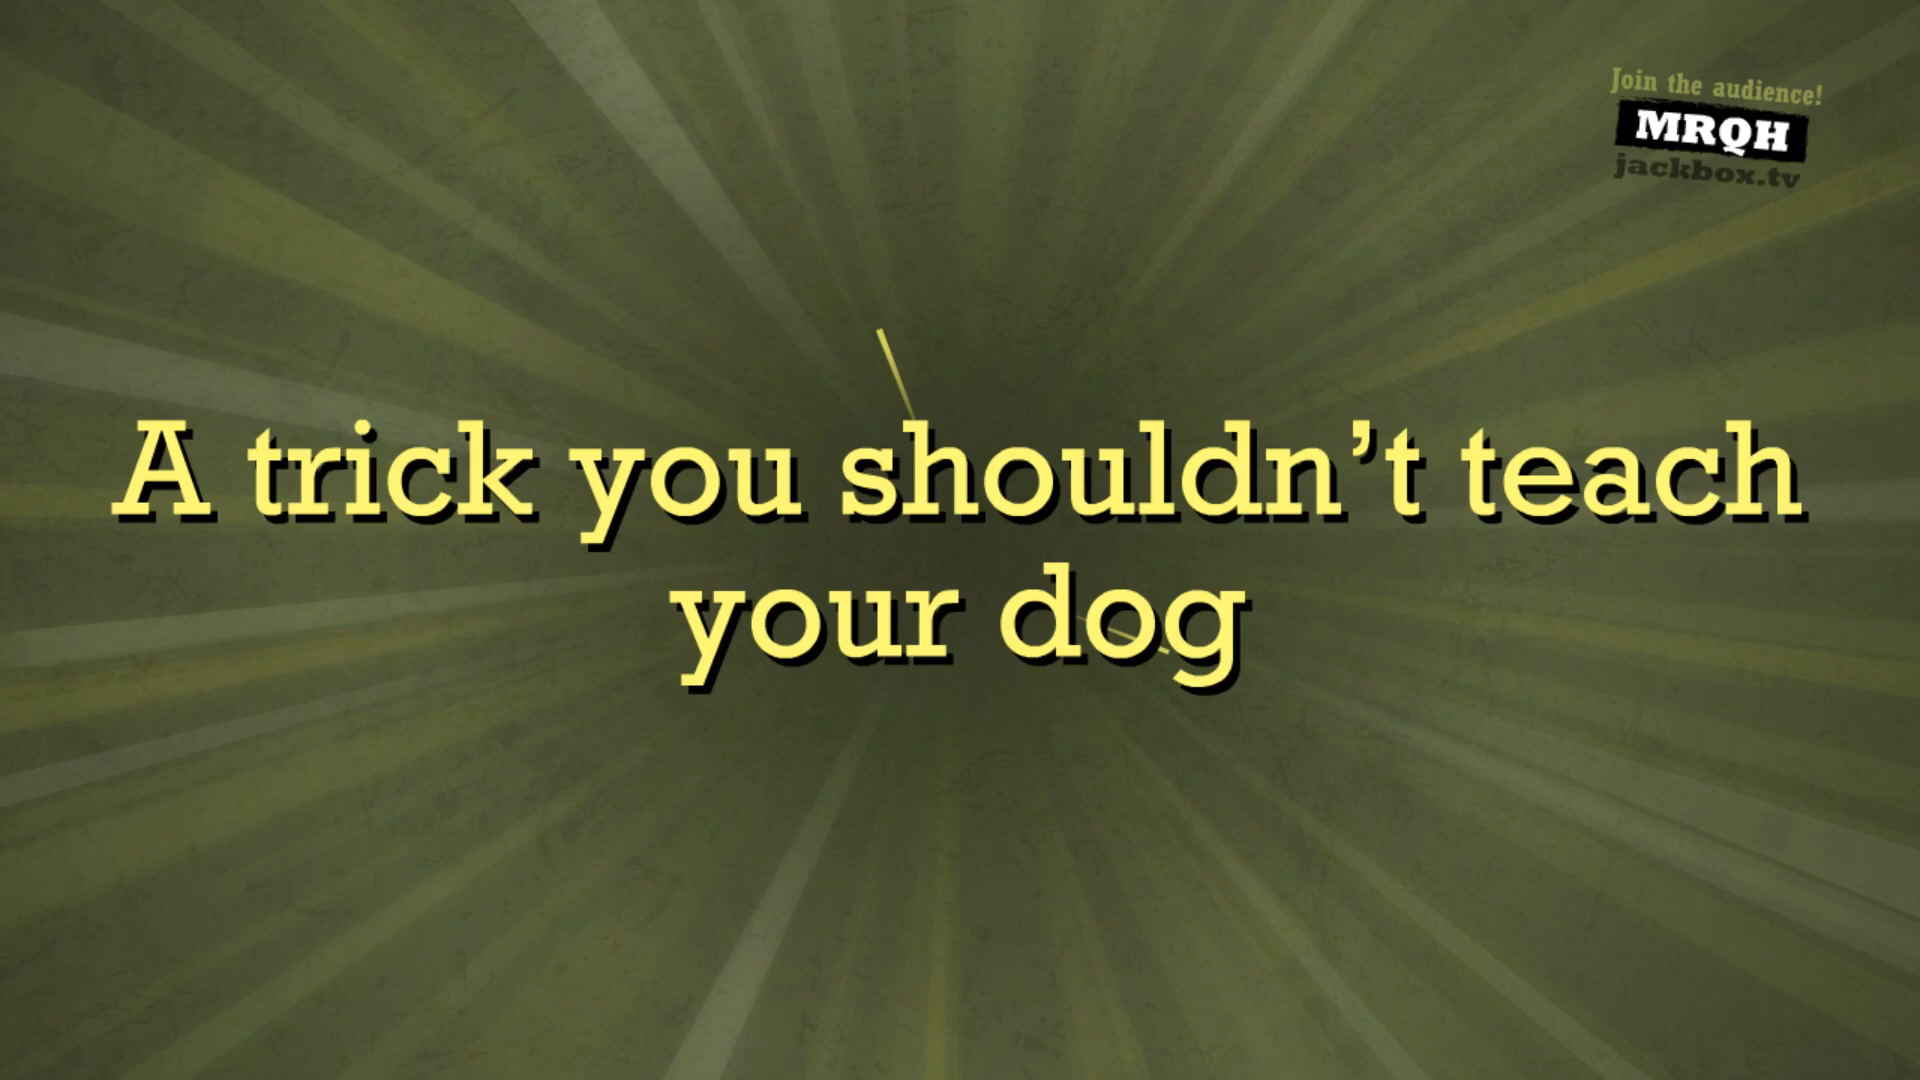 Join the audience!
MRQH
jackbox.tv
A trick you shouldn’t teach
your dog